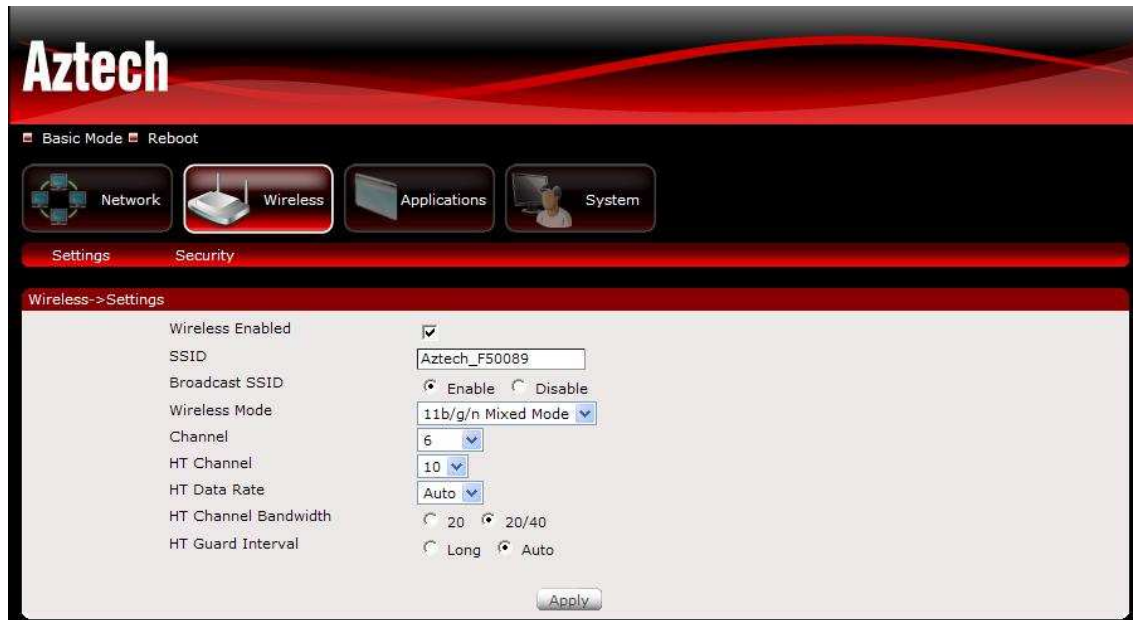 Aztech
Basic Mode Reboot
Network Wireless Applications System
Settings Security
Wireless->Settings
Wireless Enabled
SSID Aztech_F50089
Broadcast SSID Enable Disable
Wireless Mode 11b/g/n Mixed Mode
Channel 6
HT Channel 10
HT Data Rate Auto
HT Channel Bandwidth 20 20/40
HT Guard Interval Long Auto
Apply